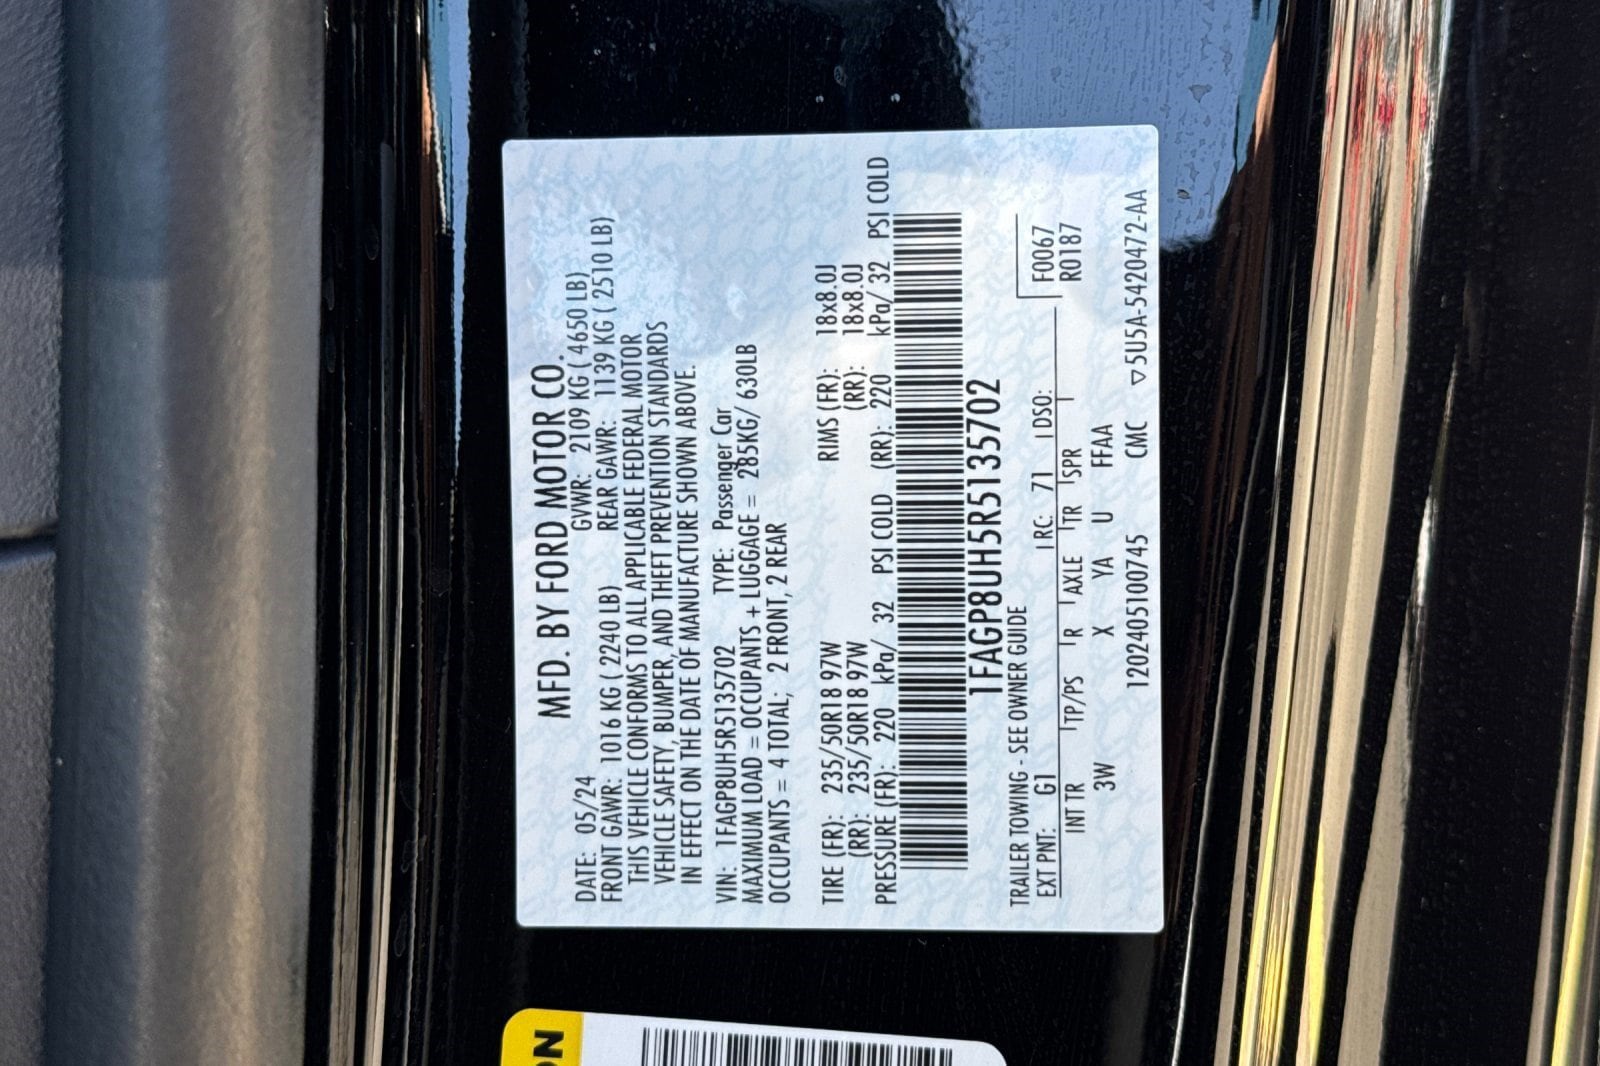 MFD. BY FORD MOTOR CO.
DATE: 05/24 GVWR: 2109 KG ( 4650 LB)
FRONT GAWR: 1016 KG ( 2240 LB) REAR GAWR: 1139 KG ( 2510 LB)
THIS VEHICLE CONFORMS TO ALL APPLICABLE FEDERAL MOTOR
VEHICLE SAFETY, BUMPER, AND THEFT PREVENTION STANDARDS
IN EFFECT ON THE DATE OF MANUFACTURE SHOWN ABOVE.
VIN: 1FAGP8UH5R5135702 TYPE: Passenger Car
MAXIMUM LOAD = OCCUPANTS + LUGGAGE = 285KG/ 630LB
OCCUPANTS = 4 TOTAL; 2 FRONT, 2 REAR
TIRE (FR): 235/50R18 97W RIMS (FR): 18x8.0J
(RR): 235/50R18 97W (RR): 18x8.0J
PRESSURE (FR): 220 kPa/ 32 PSI COLD (RR): 220 kPa/ 32 PSI COLD
1FAGP8UH5R5135702
TRAILER TOWING - SEE OWNER GUIDE F0067
EXT PNT: G1 RC: 71 DSO: R0187
INT TR TP/PS R AXLE TR SPR
3W X YA U FFAA
12024051007​45 CMC ▽5U5A-5420472-AA
ON